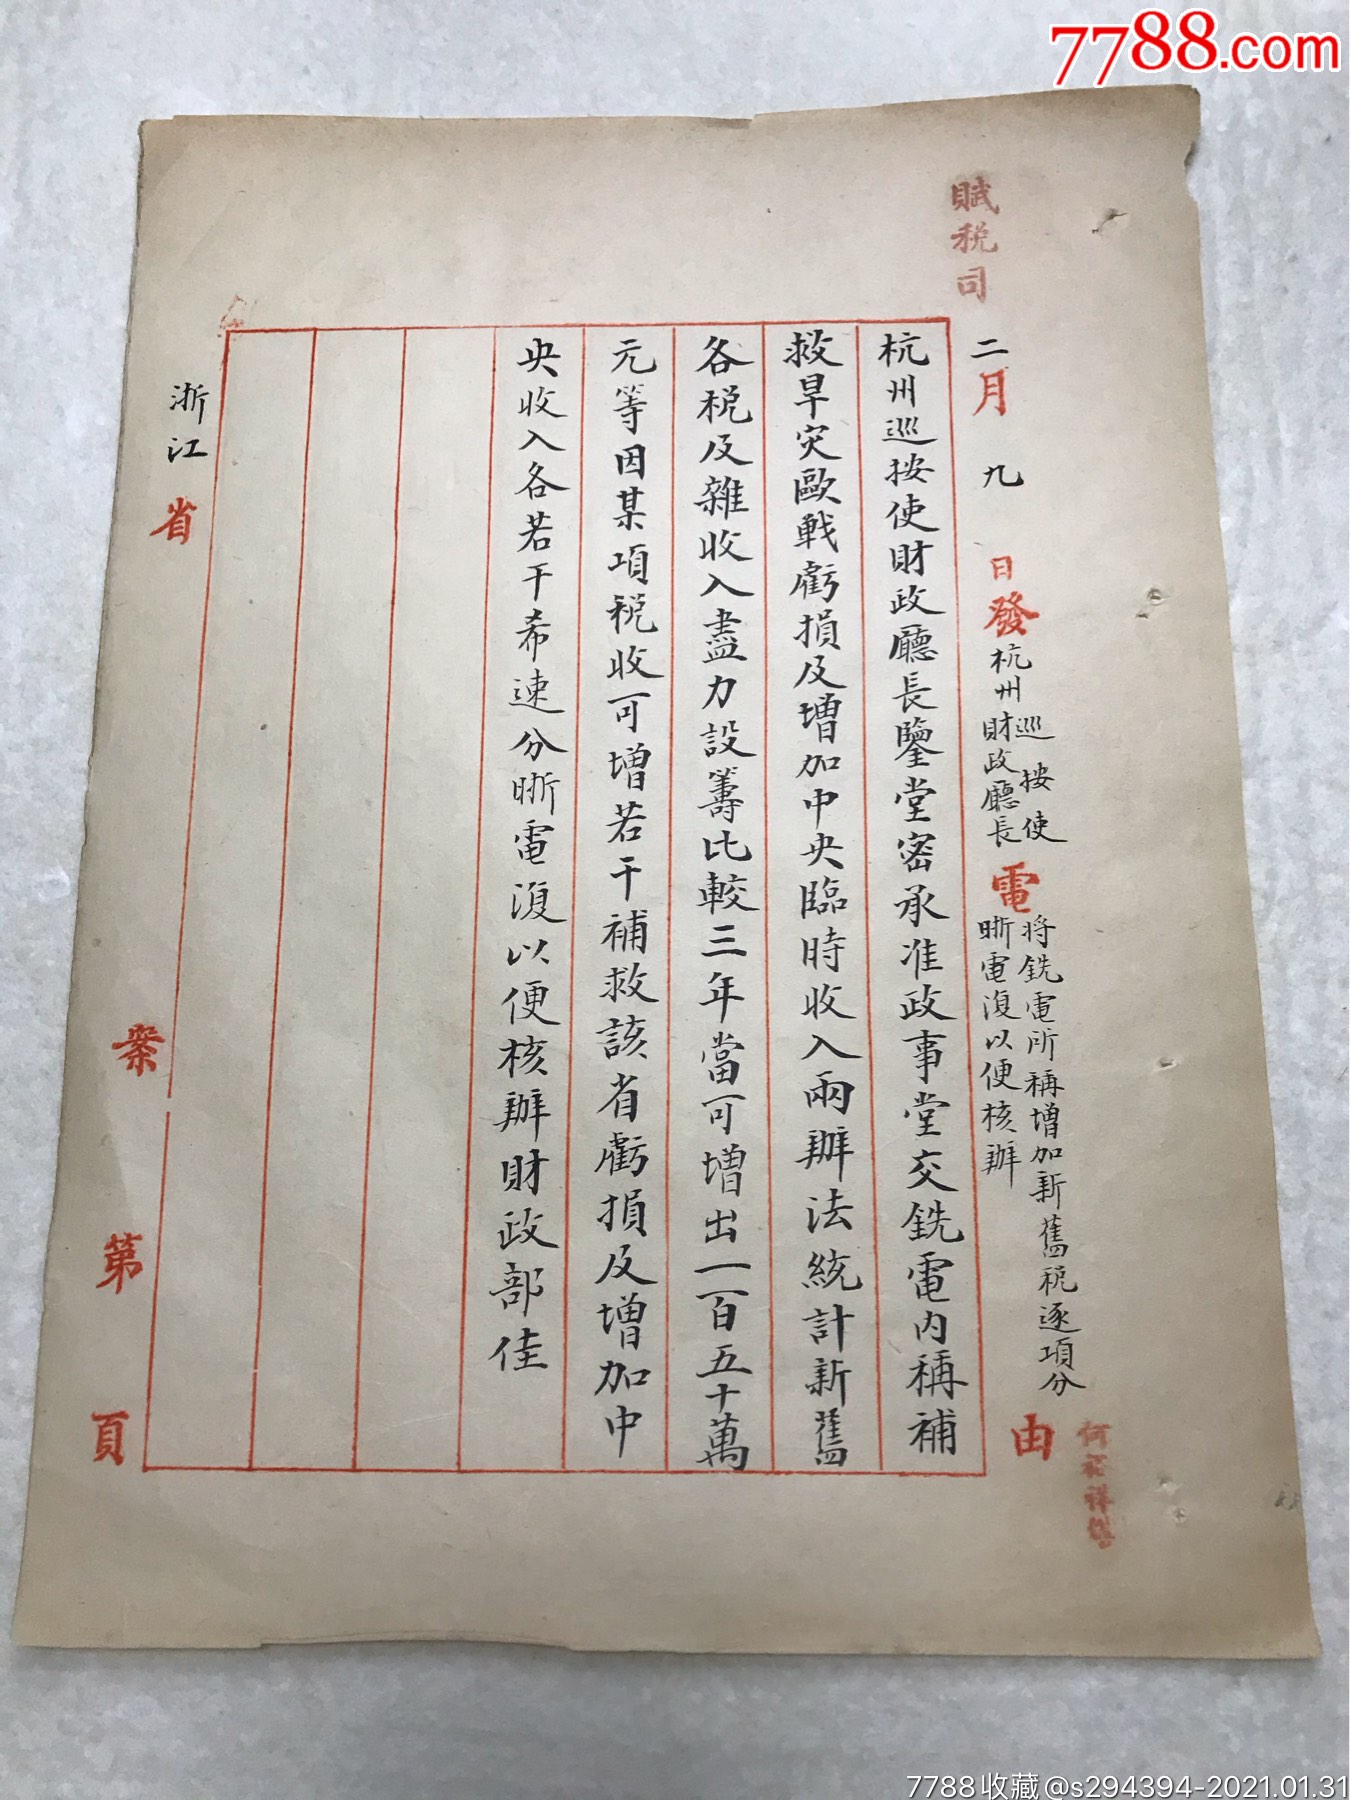 7788.com
賦稅司
二月九日發杭州巡按使財政廳長電將銑電所稱增加新舊稅逐項分晣電復以便核辦由
杭州巡按使財政廳長鑒堂密承准政事堂交銑電內稱補
救旱灾歐戰虧損及增加中央臨時收入兩辦法統計新舊
各稅及雜收入盡力設籌比較三年當可增出一百五十萬
元等因某項稅收可增若干補救該省虧損及增加中
央收入各若干希速分晣電復以便核辦財政部佳
浙江省
案第頁
7788收藏@s294394-2021.01.31